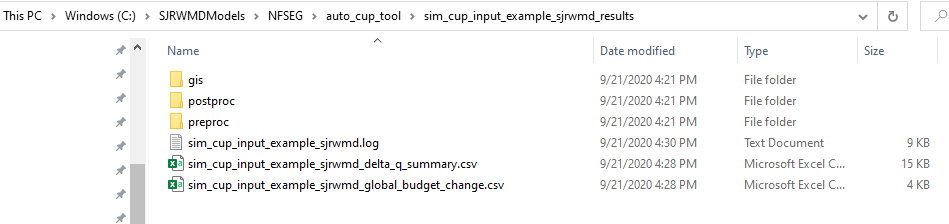 This PC > Windows (C:) > SJRWMDModels > NFSEG > auto_cup_tool > sim_cup_input_example_sjrwmd_results
Name Date modified Type Size
gis 9/21/2020 4:21 PM File folder
postproc 9/21/2020 4:21 PM File folder
preproc 9/21/2020 4:21 PM File folder
sim_cup_input_example_sjrwmd.log 9/21/2020 4:30 PM Text Document 9 KB
sim_cup_input_example_sjrwmd_delta_q_summary.csv 9/21/2020 4:28 PM Microsoft Excel C... 15 KB
sim_cup_input_example_sjrwmd_global_budget_change.csv 9/21/2020 4:28 PM Microsoft Excel C... 4 KB